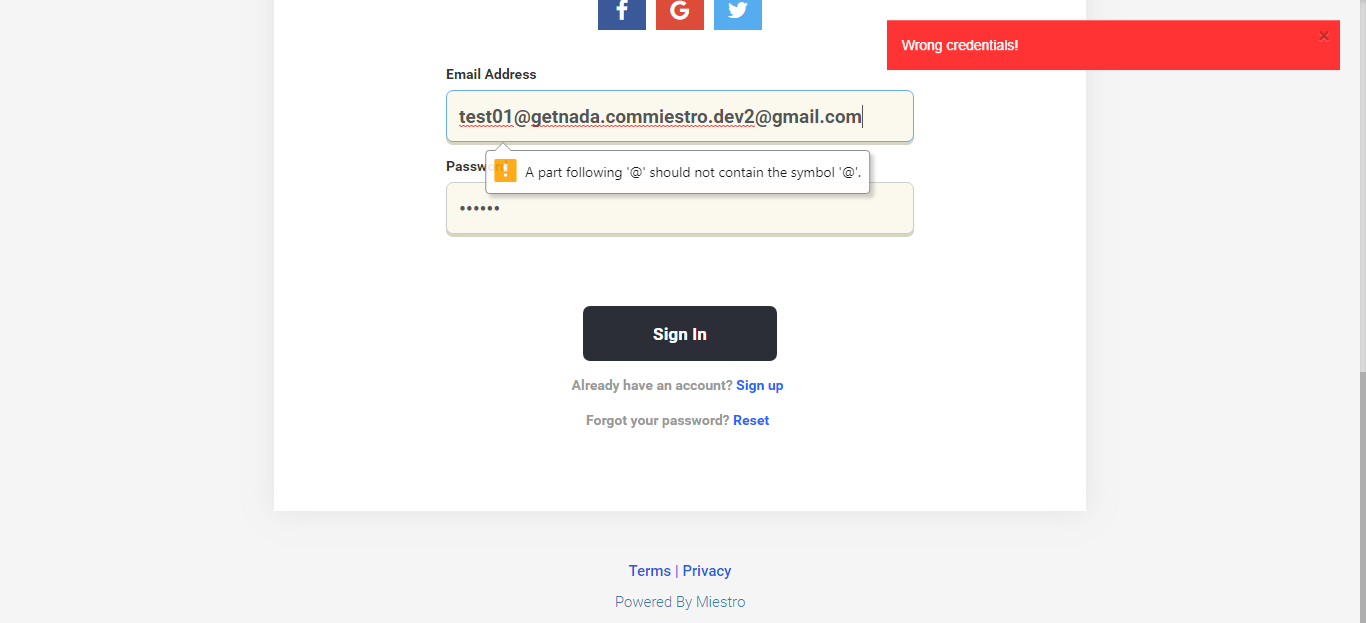 Wrong credentials!
×
Email Address
test01@getnada.commiestro.dev2@gmail.com
A part following '@' should not contain the symbol '@'.
••••••
Sign In
Already have an account? Sign up
Forgot your password? Reset
Terms | Privacy
Powered By Miestro